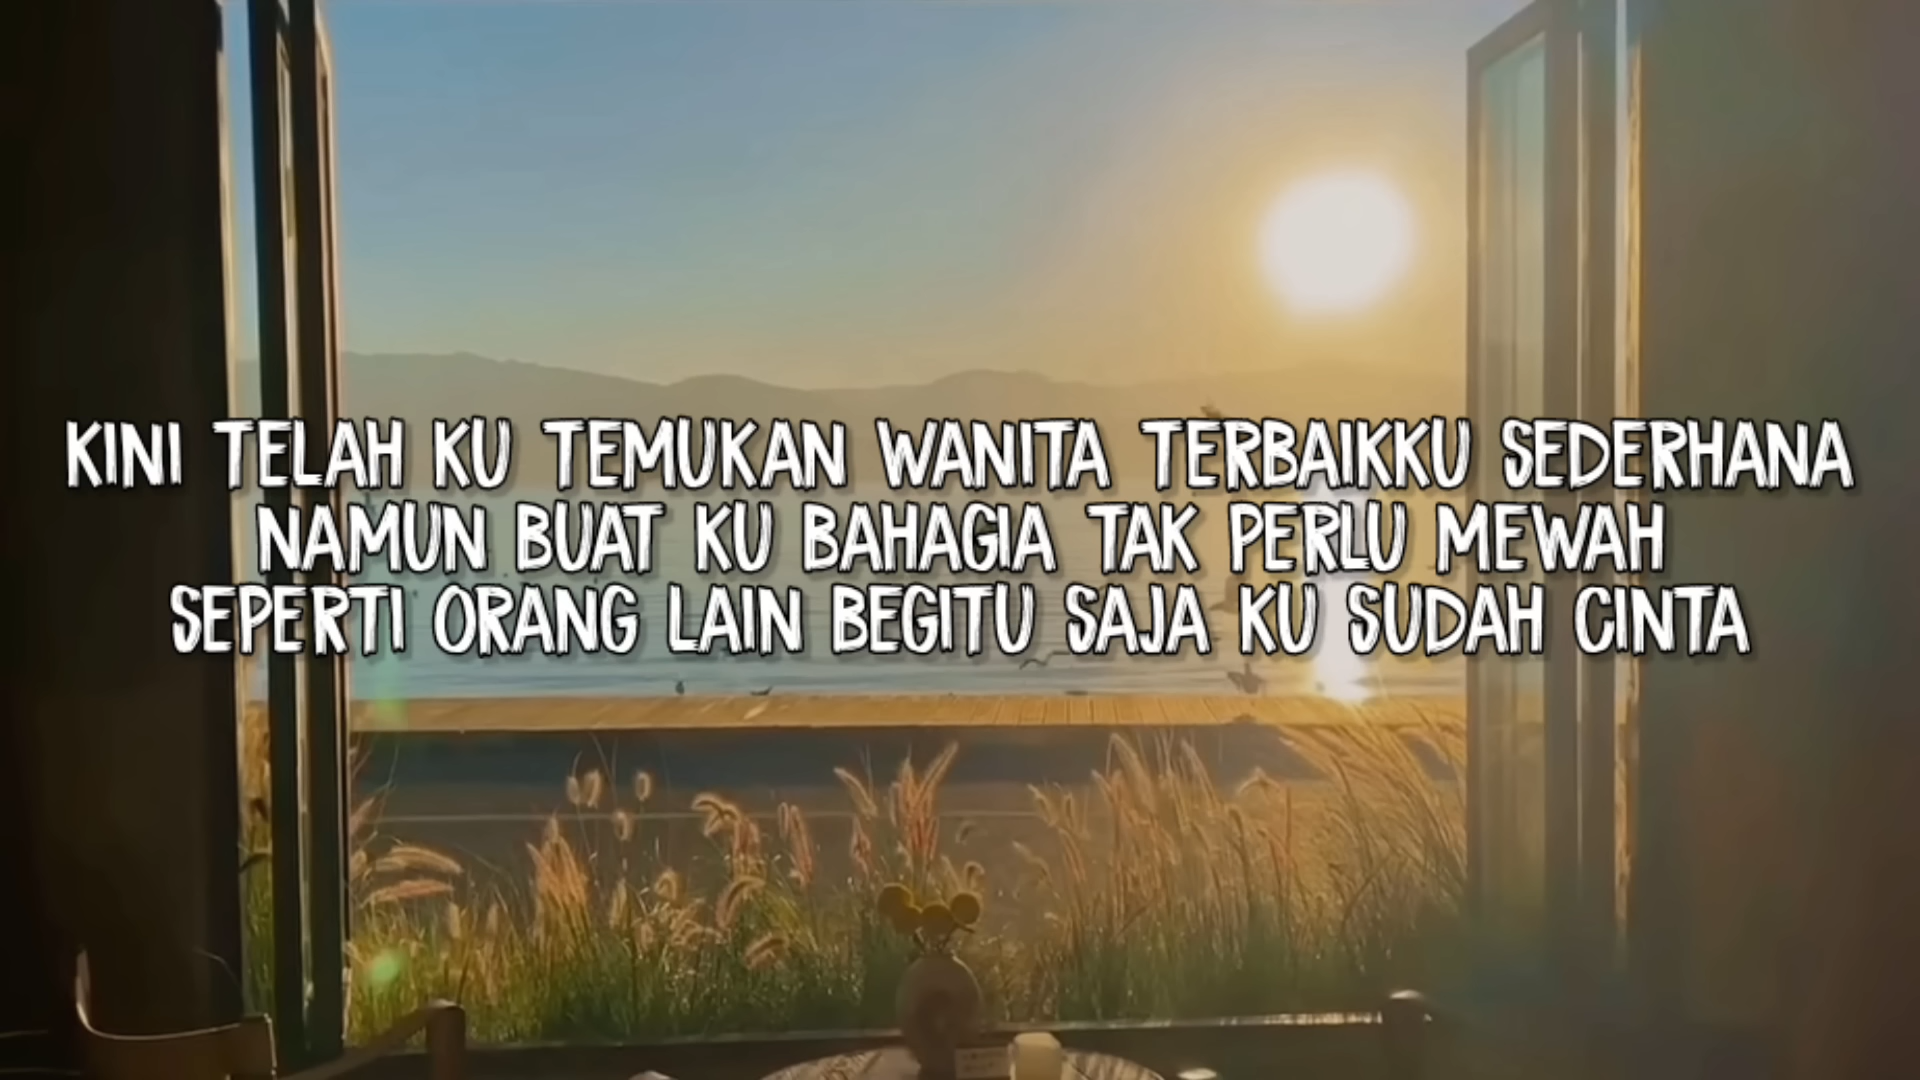 KINI TELAH KU TEMUKAN WANITA TERBAIKKU SEDERHANA
NAMUN BUAT KU BAHAGIA TAK PERLU MEWAH
SEPERTI ORANG LAIN BEGITU SAJA KU SUDAH CINTA